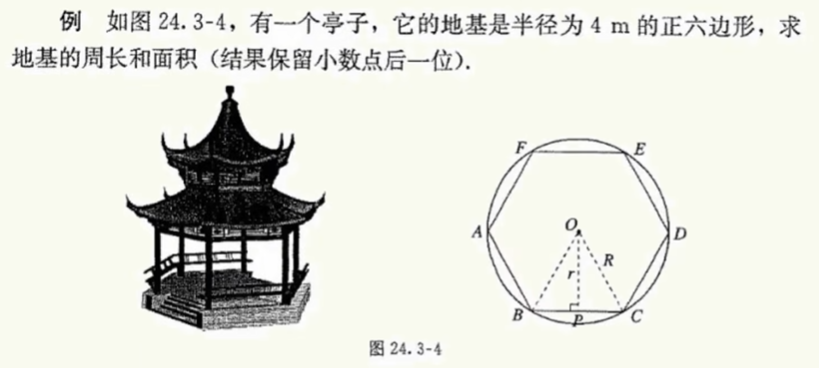 例 如图 24.3-4，有一个亭子，它的地基是半径为 4 m 的正六边形，求
地基的周长和面积（结果保留小数点后一位）.
F E
A O D
r R
B P C
图 24.3-4